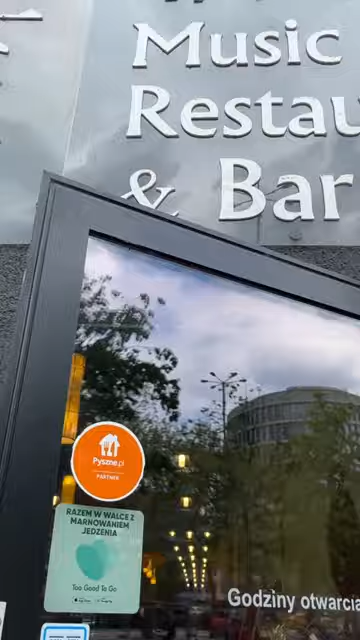 Music
Restau
& Bar
Pyszne.pl
PARTNER
RAZEM W WALCE Z
MARNOWANIEM
JEDZENIA
Too Good To Go
Godziny otwarcia